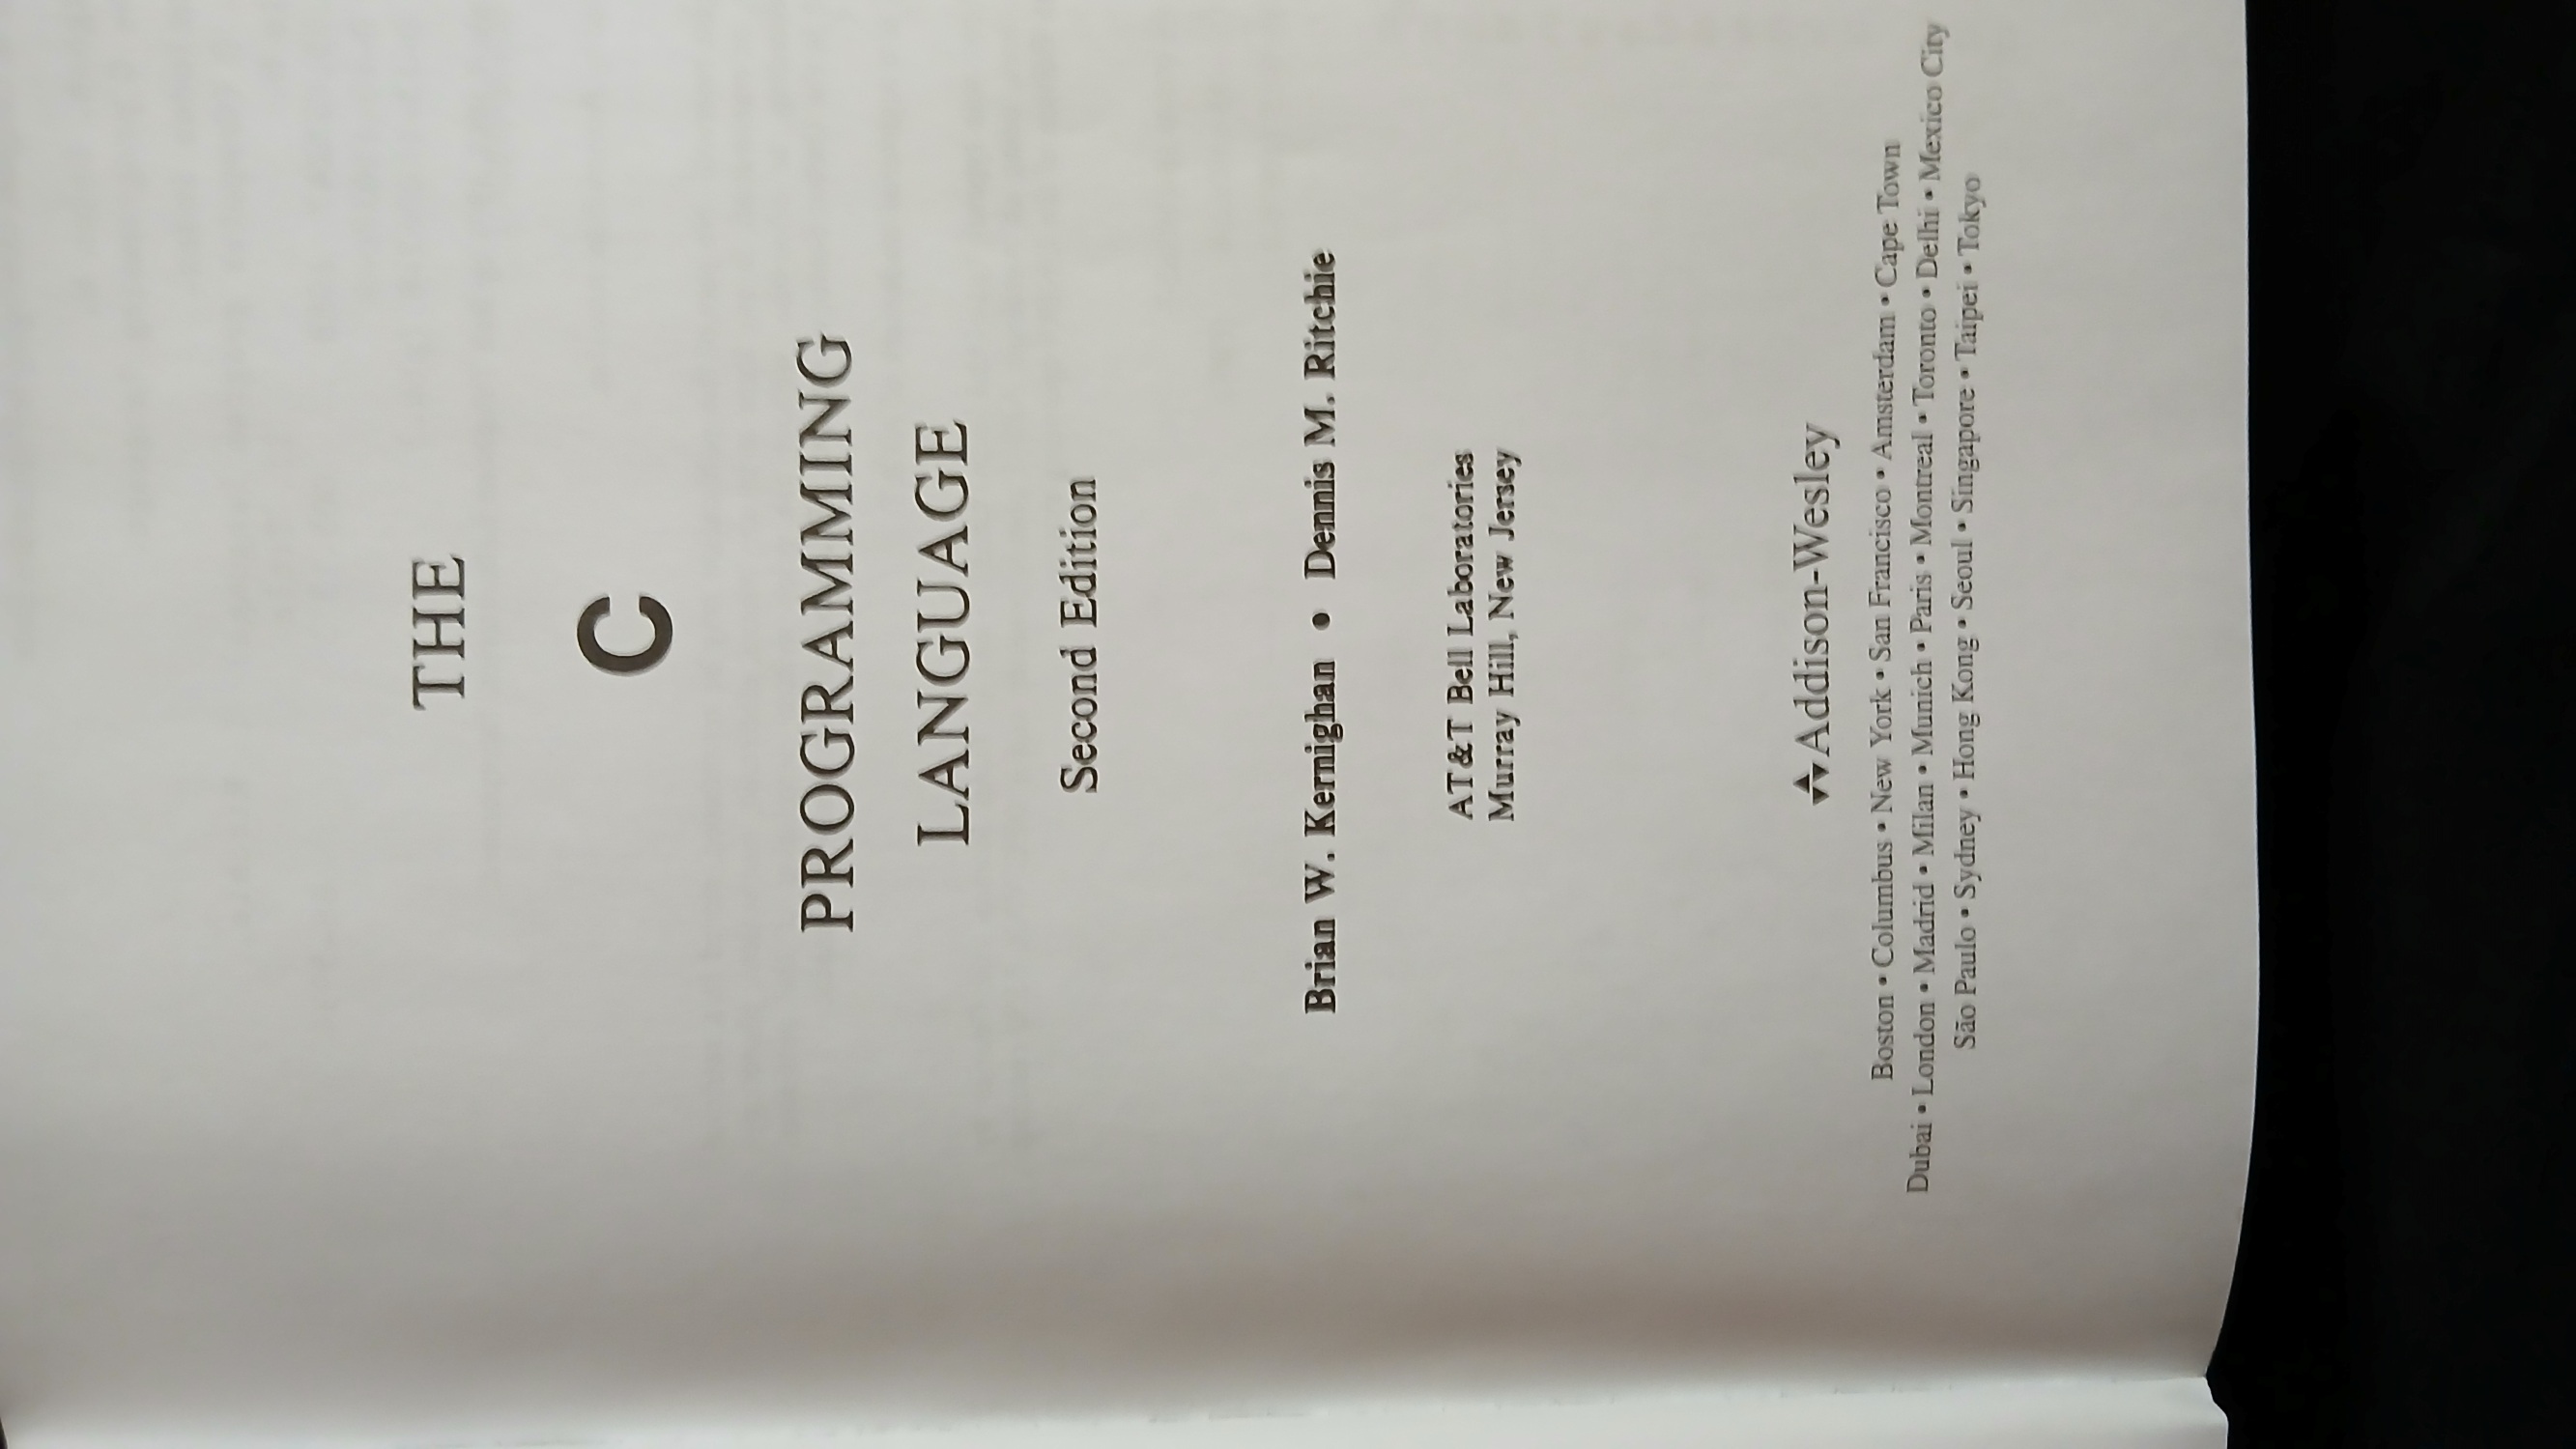 THE
C
PROGRAMMING
LANGUAGE
Second Edition
Brian W. Kernighan • Dennis M. Ritchie
AT&T Bell Laboratories
Murray Hill, New Jersey
Addison-Wesley
Boston • Columbus • New York • San Francisco • Amsterdam • Cape Town
Dubai • London • Madrid • Milan • Munich • Paris • Montreal • Toronto • Delhi • Mexico City
São Paulo • Sydney • Hong Kong • Seoul • Singapore • Taipei • Tokyo